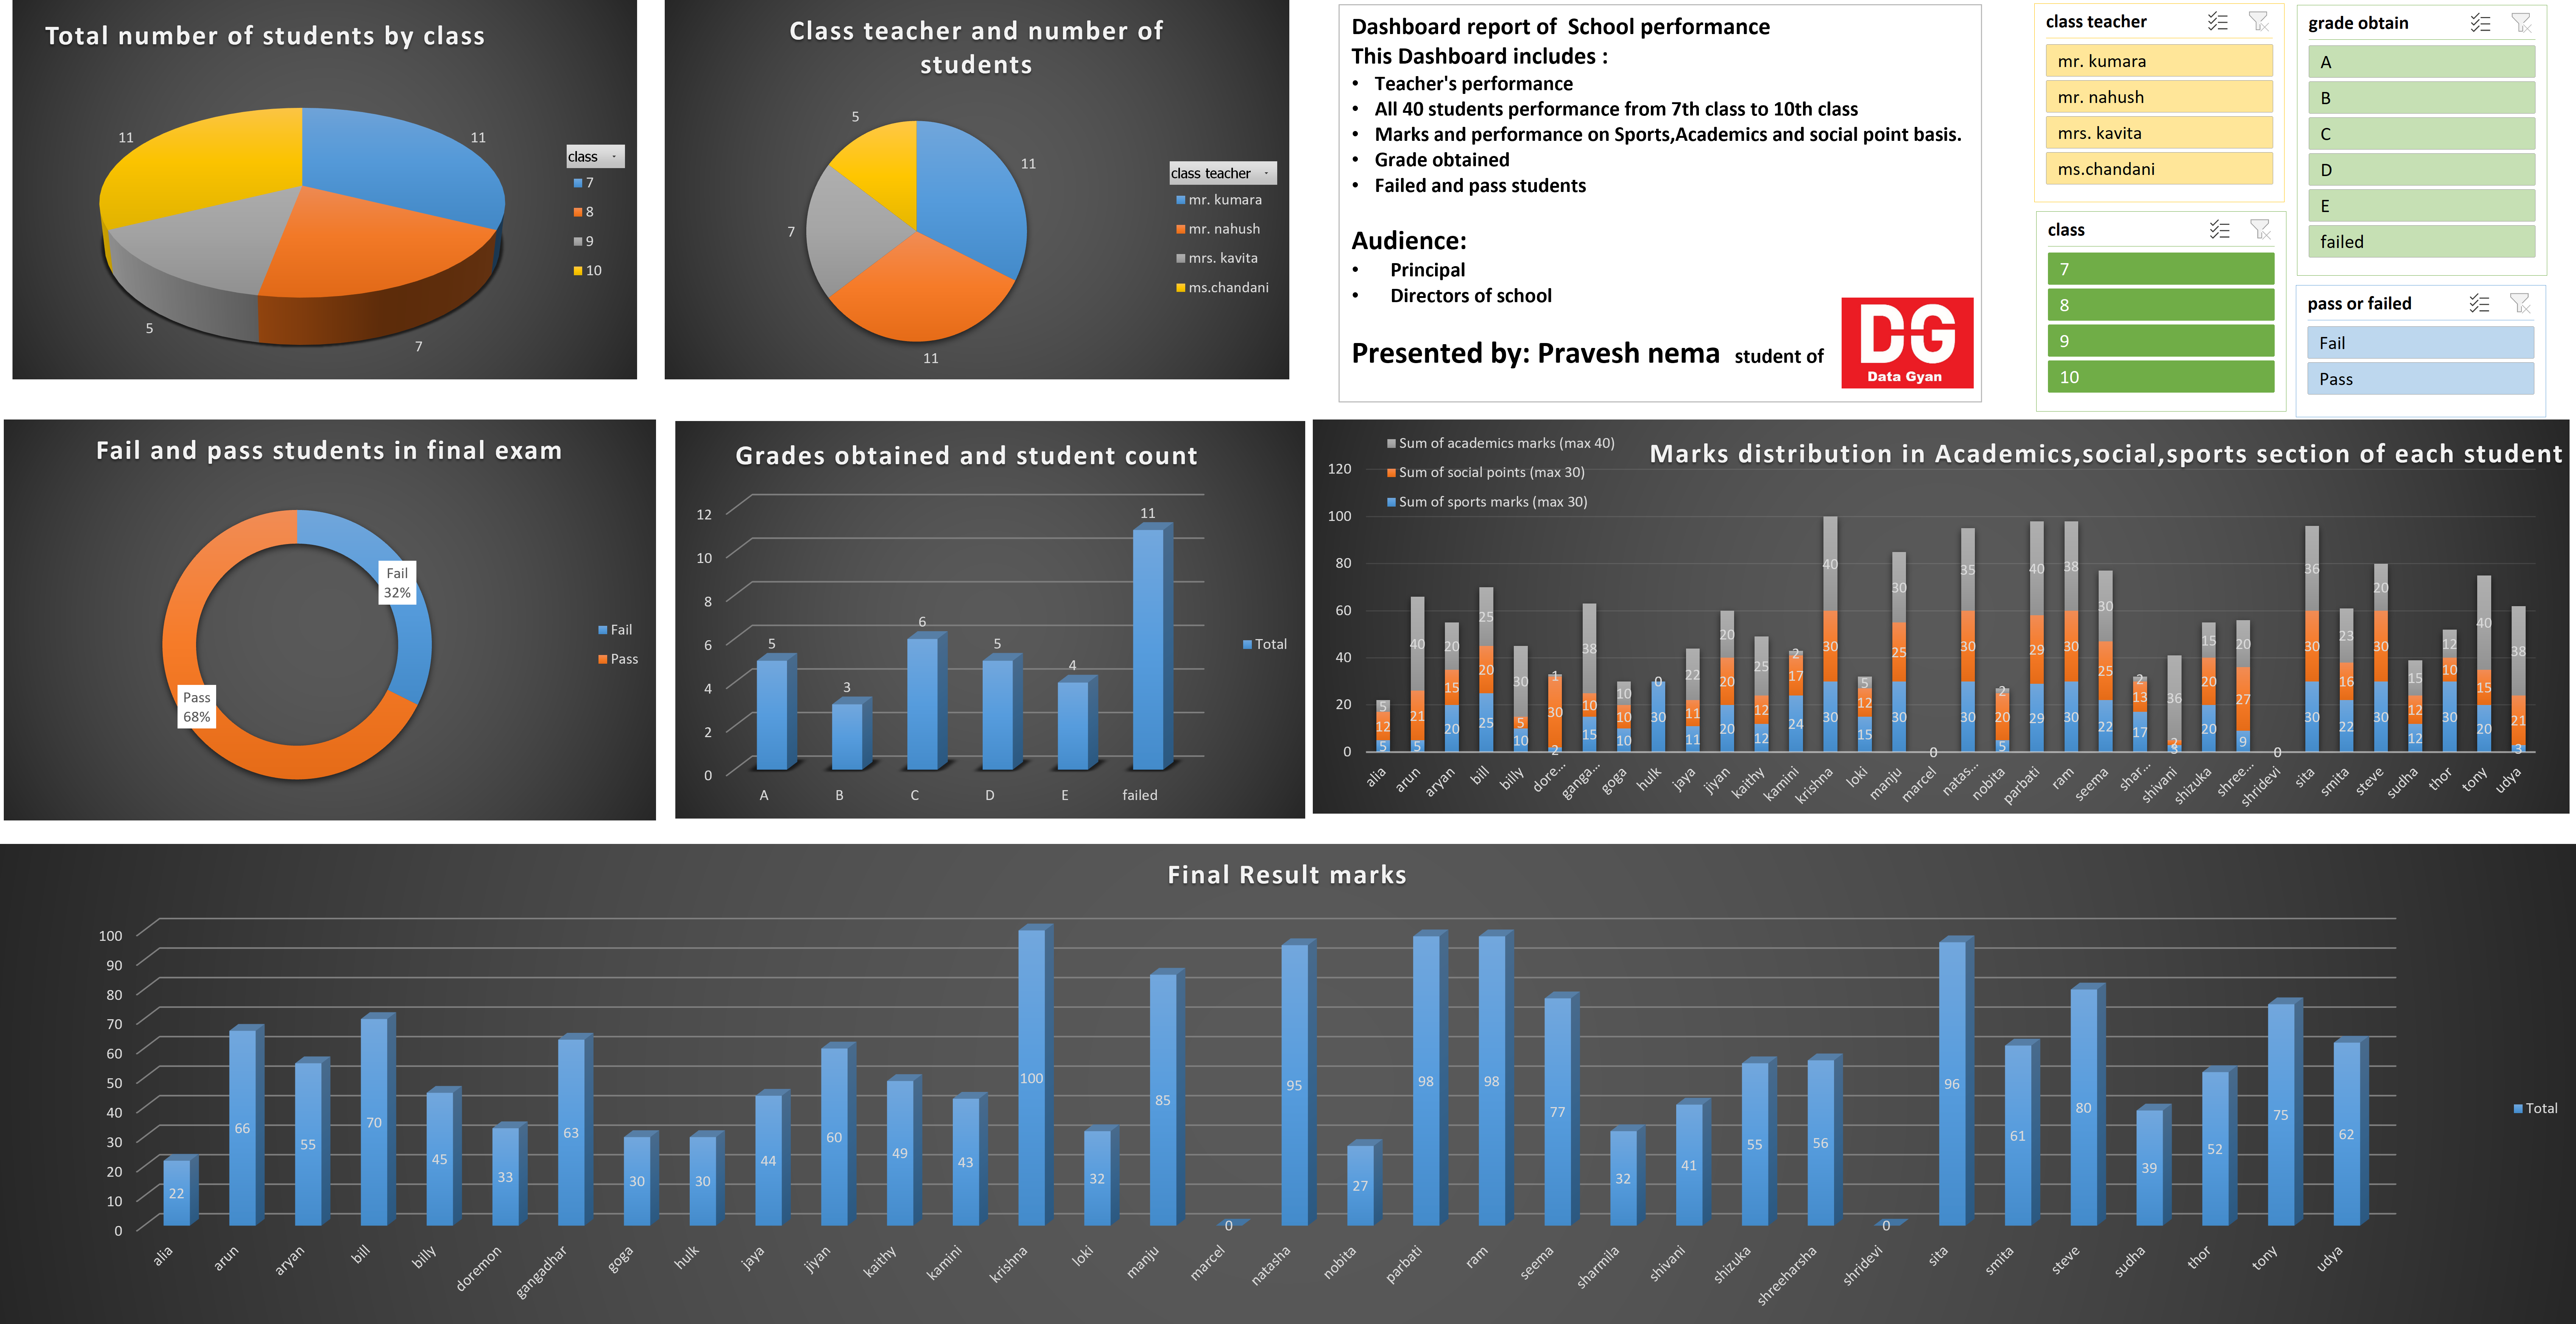 Total number of students by class
11
11
5
7
class
7
8
9
10
Class teacher and number of
students
5
11
7
11
class teacher
mr. kumara
mr. nahush
mrs. kavita
ms.chandani
Dashboard report of  School performance
This Dashboard includes :
• Teacher's performance
• All 40 students performance from 7th class to 10th class
• Marks and performance on Sports,Academics and social point basis.
• Grade obtained
• Failed and pass students
Audience:
• Principal
• Directors of school
Presented by: Pravesh nema student of
DG
Data Gyan
class teacher
mr. kumara
mr. nahush
mrs. kavita
ms.chandani
class
7
8
9
10
grade obtain
A
B
C
D
E
failed
pass or failed
Fail
Pass
Fail and pass students in final exam
Fail
32%
Pass
68%
Fail
Pass
Grades obtained and student count
12
10
8
6
4
2
0
5
3
6
5
4
11
A B C D E failed
Total
Sum of academics marks (max 40)
Sum of social points (max 30)
Sum of sports marks (max 30)
Marks distribution in Academics,social,sports section of each student
120
100
80
60
40
20
0
5 40 20 25 30 1 38 10 0 22 20 25 2 40 5 30 35 2 40 38 30 2 36 15 20 36 23 20 15 12 40 38
12 21 15 20 5 30 10 10 11 20 12 17 30 12 25 30 20 29 30 25 13 2 20 27 30 16 30 12 10 15 21
5 5 20 25 10 2 15 10 30 11 20 12 24 30 15 30 0 30 5 29 30 22 17 3 20 9 0 30 22 30 12 30 20 3
alia arun aryan bill billy dore... ganga... goga hulk jaya jiyan kaithy kamini krishna loki manju marcel natas... nobita parbati ram seema shar... shivani shizuka shree... shridevi sita smita steve sudha thor tony udya
Final Result marks
100
90
80
70
60
50
40
30
20
10
0
22 66 55 70 45 33 63 30 30 44 60 49 43 100 32 85 0 95 27 98 98 77 32 41 55 56 0 96 61 80 39 52 75 62
alia arun aryan bill billy doremon gangadhar goga hulk jaya jiyan kaithy kamini krishna loki manju marcel natasha nobita parbati ram seema sharmila shivani shizuka shreeharsha shridevi sita smita steve sudha thor tony udya
Total